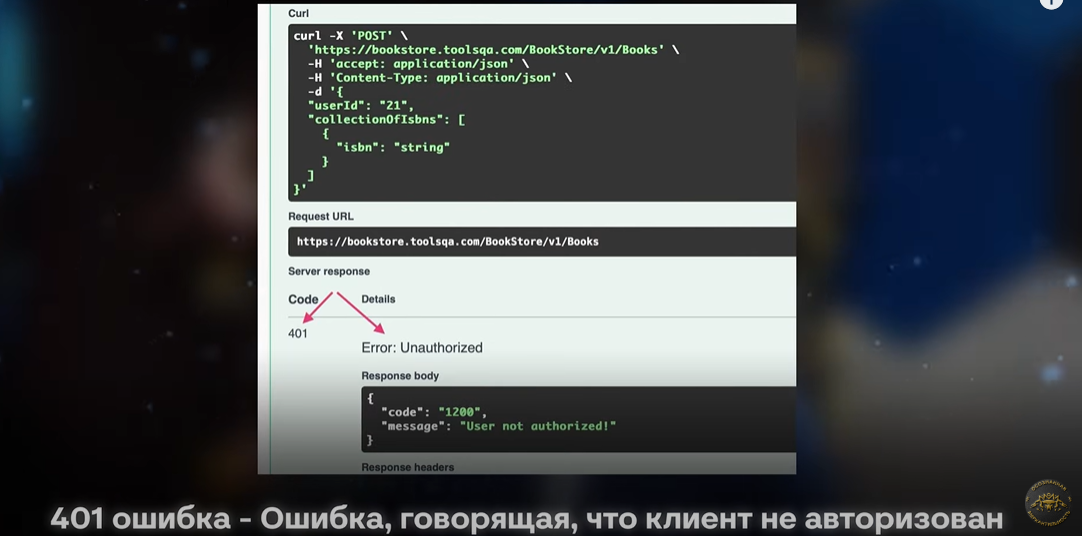 Curl
curl -X 'POST' \
'https://bookstore.toolsqa.com/BookStore/v1/Books' \
-H 'accept: application/json' \
-H 'Content-Type: application/json' \
-d '{
"userId": "21",
"collectionOfIsbns": [
{
"isbn": "string"
}
]
}'
Request URL
https://bookstore.toolsqa.com/BookStore/v1/Books
Server response
Code Details
401
Error: Unauthorized
Response body
{
"code": "1200",
"message": "User not authorized!"
}
Response headers
401 ошибка - Ошибка, говорящая, что клиент не авторизован